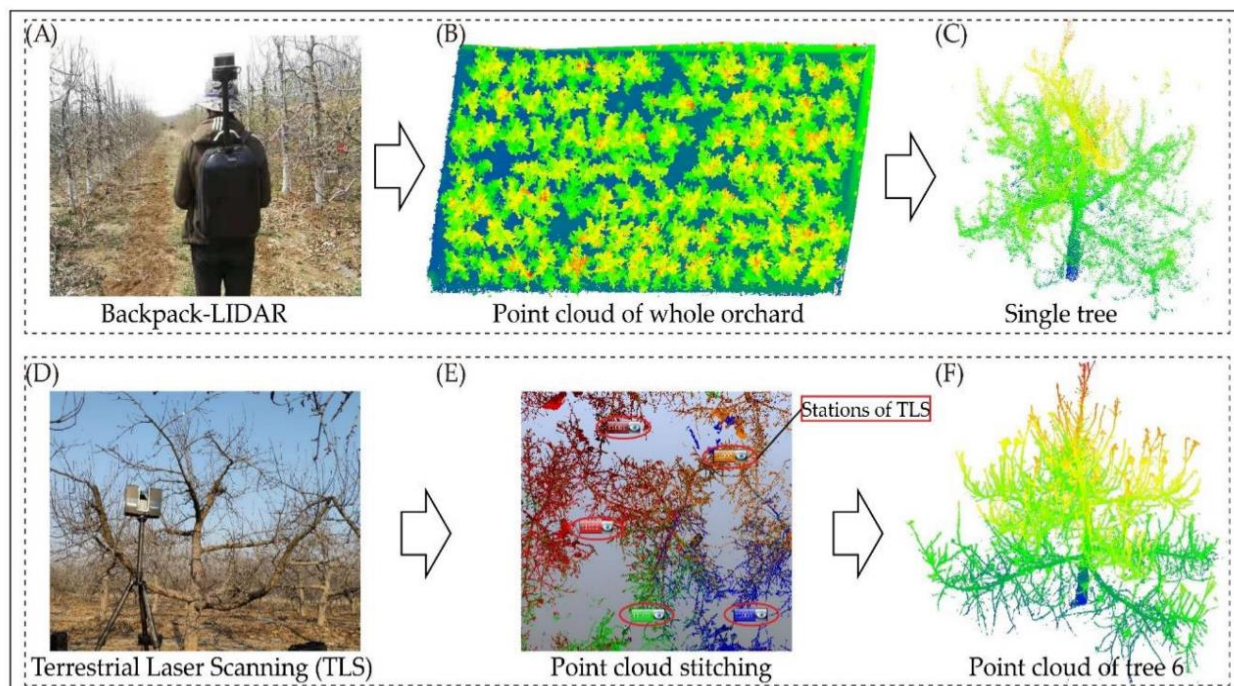 (A)
(B)
(C)
Backpack-LIDAR
Point cloud of whole orchard
Single tree
(D)
(E)
(F)
Stations of TLS
Terrestrial Laser Scanning (TLS)
Point cloud stitching
Point cloud of tree 6